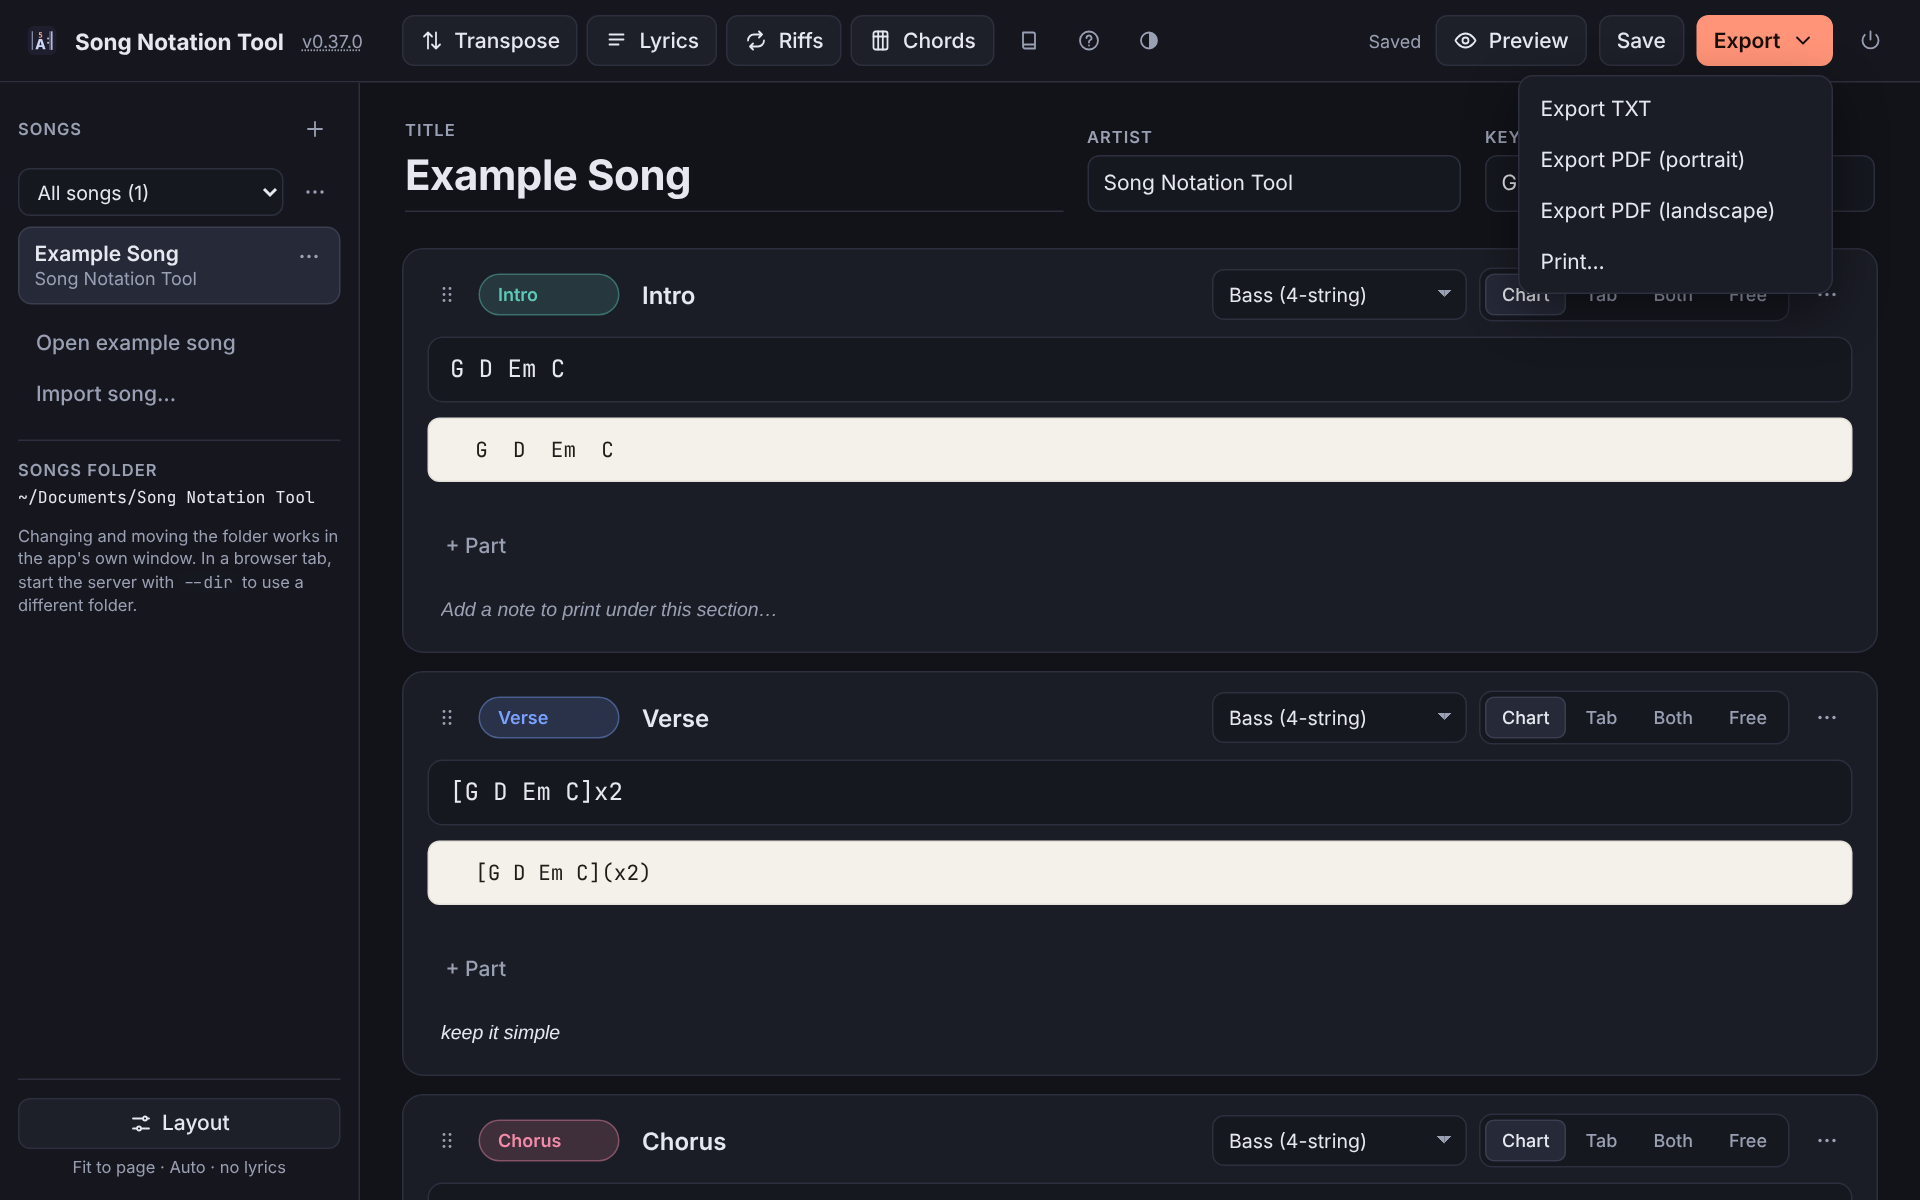 Song Notation Tool v0.37.0
Transpose
Lyrics
Riffs
Chords
Saved
Preview
Save
Export
Export TXT
Export PDF (portrait)
Export PDF (landscape)
Print...
SONGS
All songs (1)
Example Song
Song Notation Tool
Open example song
Import song...
SONGS FOLDER
~/Documents/Song Notation Tool
Changing and moving the folder works in
the app's own window. In a browser tab,
start the server with --dir to use a
different folder.
Layout
Fit to page · Auto · no lyrics
TITLE
Example Song
ARTIST
Song Notation Tool
KEY
G
Intro
Intro
Bass (4-string)
Chart Tab Both Free
G D Em C
G D Em C
+ Part
Add a note to print under this section...
Verse
Verse
Bass (4-string)
Chart Tab Both Free
[G D Em C]x2
[G D Em C](x2)
+ Part
keep it simple
Chorus
Chorus
Bass (4-string)
Chart Tab Both Free